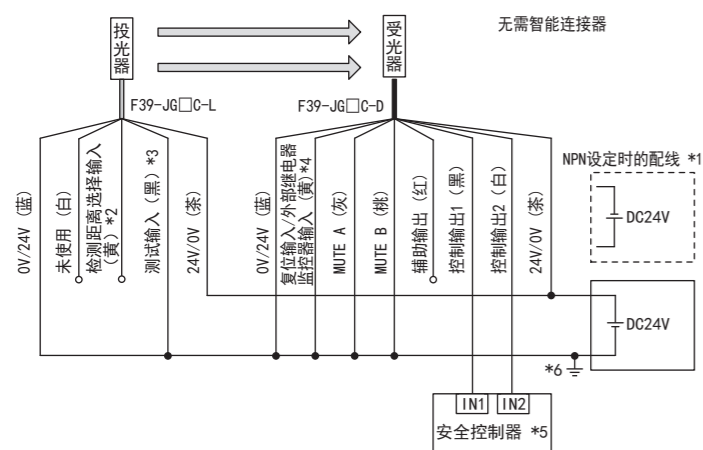 投光器
受光器
无需智能连接器
F39-JG□C-L
F39-JG□C-D
0V/24V (蓝)
未使用 (白)
检测距离选择输入
(黄) *2
测试输入 (黑) *3
24V/0V (茶)
0V/24V (蓝)
复位输入/外部继电器
监控器输入 (黄)*4
MUTE A (灰)
MUTE B (桃)
辅助输出 (红)
控制输出1 (黑)
控制输出2 (白)
24V/0V (茶)
NPN设定时的配线 *1
DC24V
DC24V
*6
IN1
IN2
安全控制器 *5